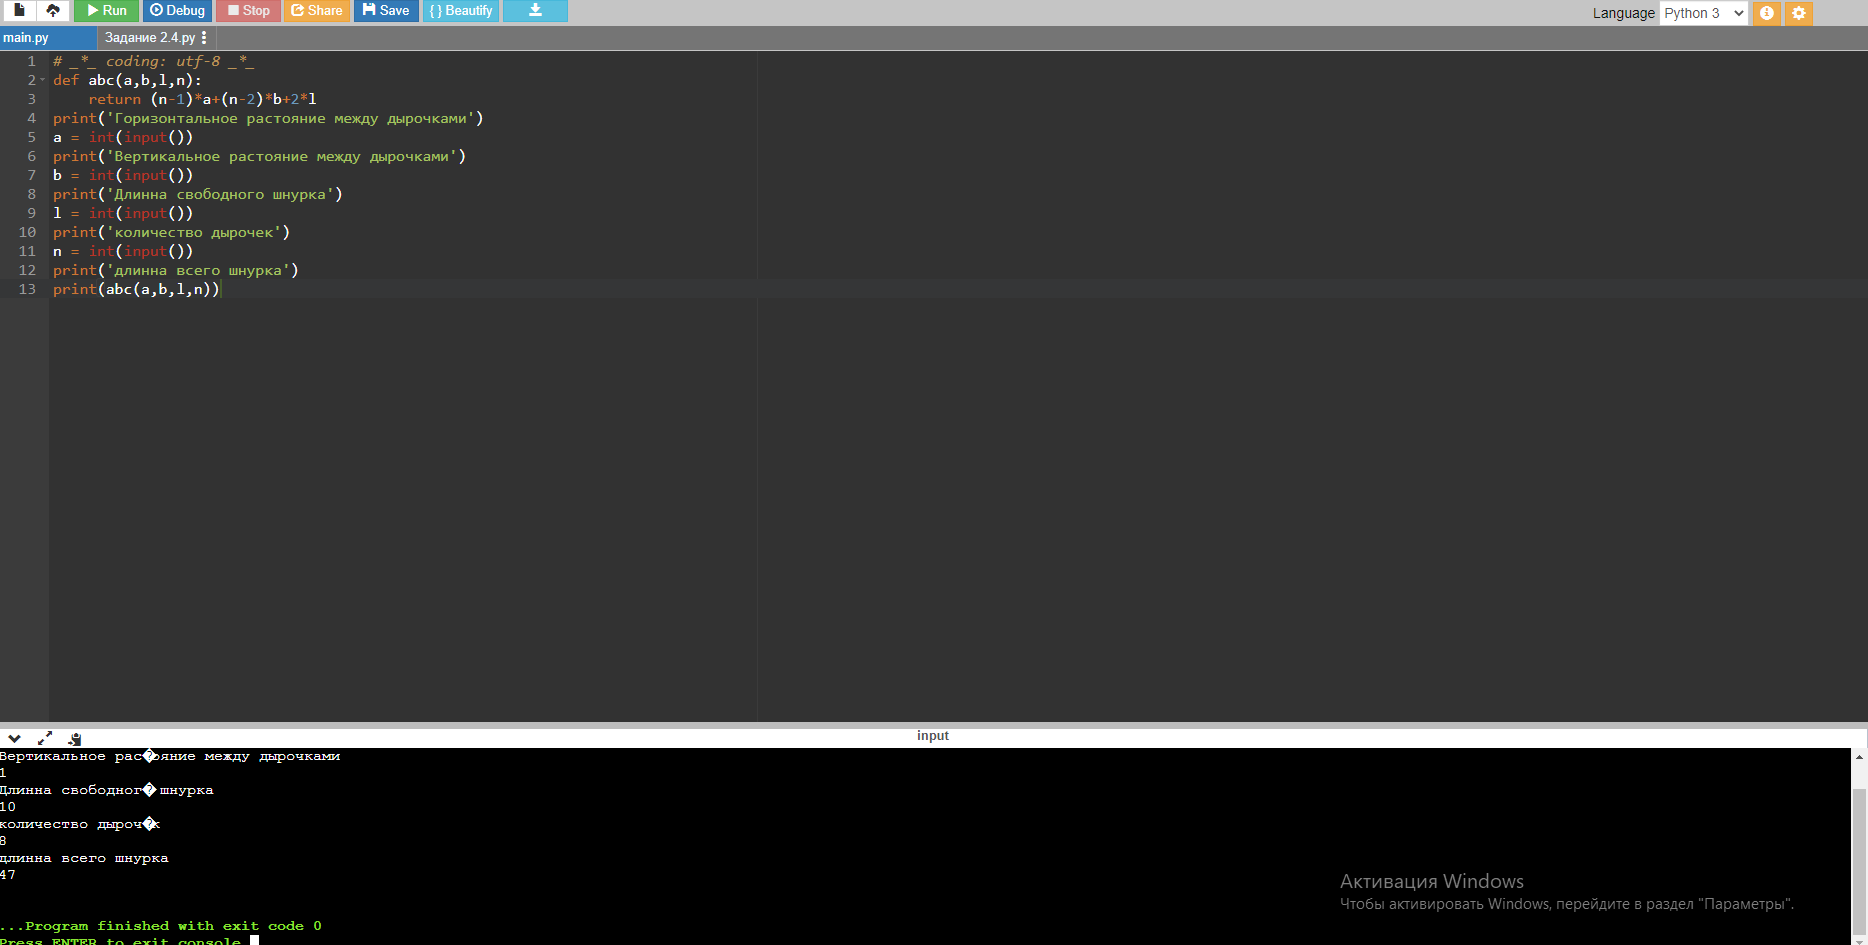 Run Debug Stop Share Save { } Beautify
Language Python 3
main.py Задание 2.4.py
1 # _*_ coding: utf-8 _*_
2 def abc(a,b,l,n):
3 return (n-1)*a+(n-2)*b+2*l
4 print('Горизонтальное растояние между дырочками')
5 a = int(input())
6 print('Вертикальное растояние между дырочками')
7 b = int(input())
8 print('Длинна свободного шнурка')
9 l = int(input())
10 print('количество дырочек')
11 n = int(input())
12 print('длинна всего шнурка')
13 print(abc(a,b,l,n))
input
Вертикальное рас�ояние между дырочками
1
Длинна свободног� шнурка
10
количество дыроч�к
8
длинна всего шнурка
47
...Program finished with exit code 0
Press ENTER to exit console.
Активация Windows
Чтобы активировать Windows, перейдите в раздел "Параметры".